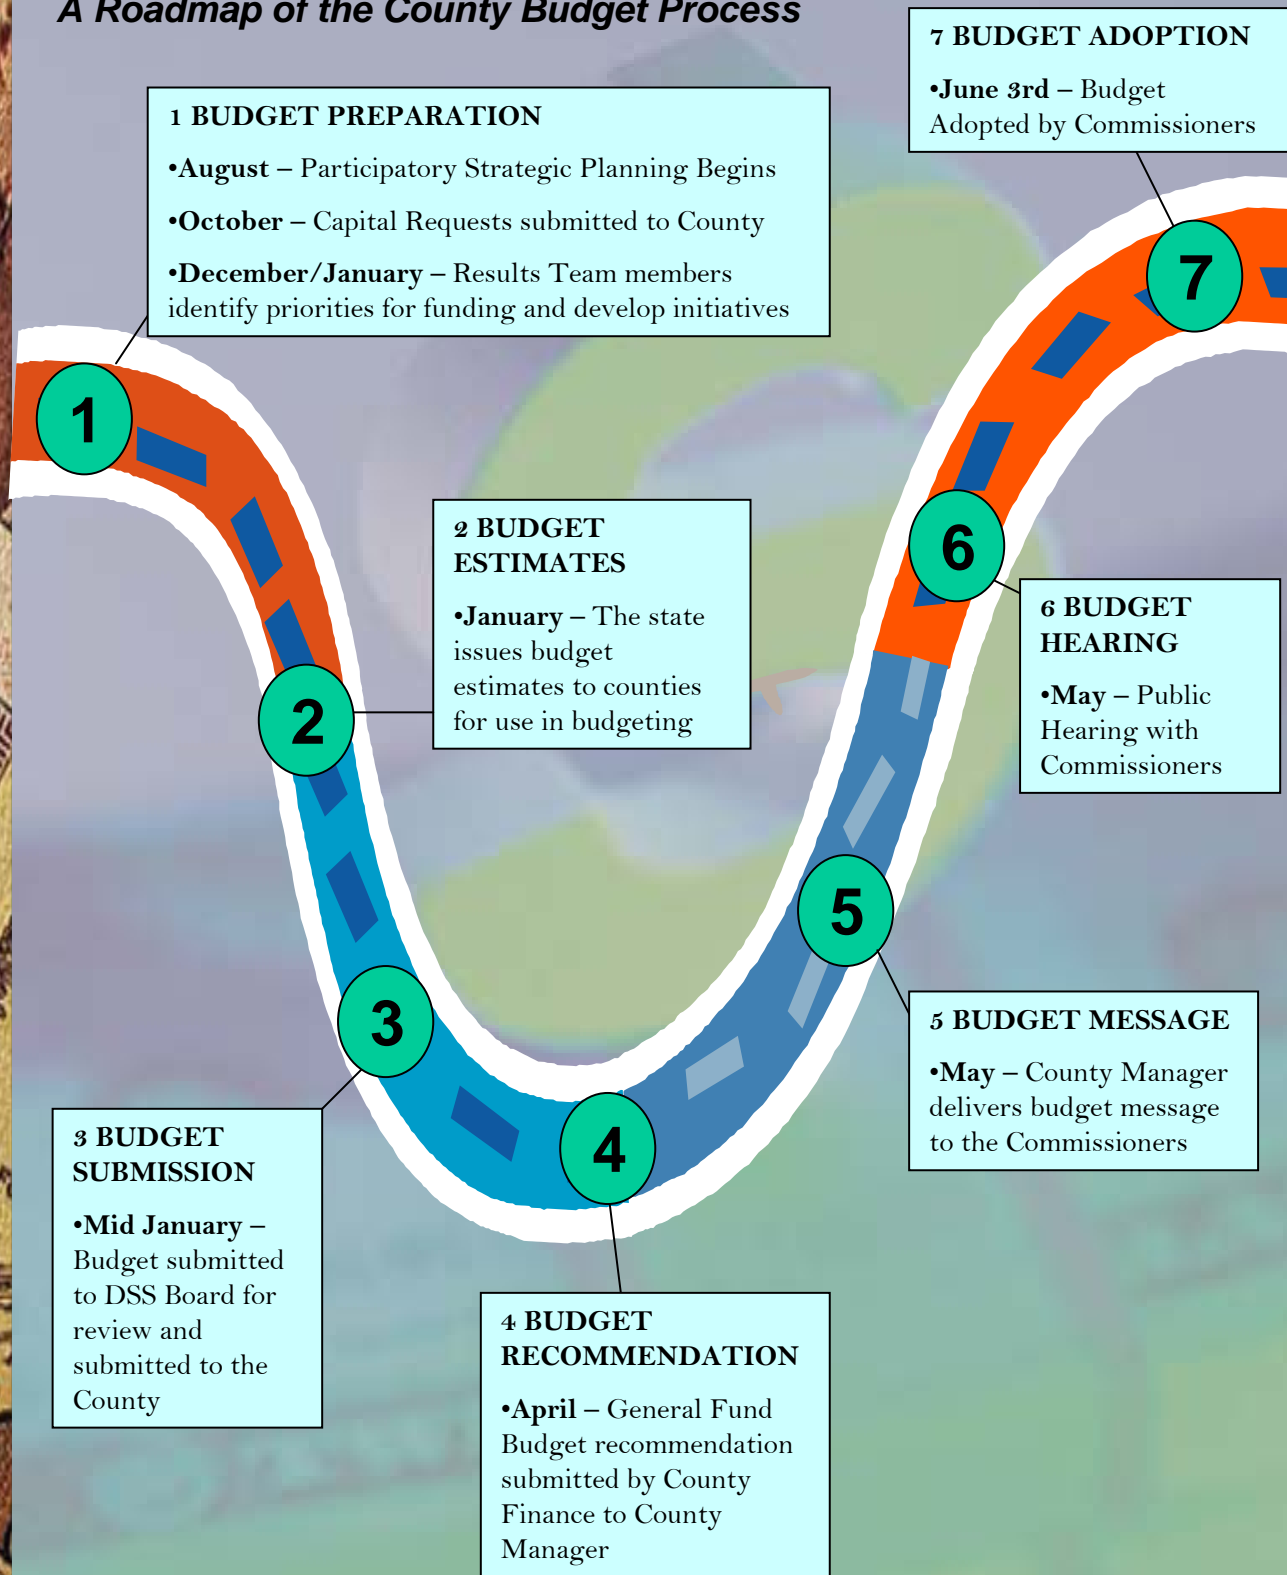 A Roadmap of the County Budget Process
1 BUDGET PREPARATION
•August – Participatory Strategic Planning Begins
•October – Capital Requests submitted to County
•December/January – Results Team members
identify priorities for funding and develop initiatives
1
2 BUDGET
ESTIMATES
•January – The state
issues budget
estimates to counties
for use in budgeting
2
3
3 BUDGET
SUBMISSION
•Mid January –
Budget submitted
to DSS Board for
review and
submitted to the
County
4
4 BUDGET
RECOMMENDATION
•April – General Fund
Budget recommendation
submitted by County
Finance to County
Manager
5
5 BUDGET MESSAGE
•May – County Manager
delivers budget message
to the Commissioners
6
6 BUDGET
HEARING
•May – Public
Hearing with
Commissioners
7 BUDGET ADOPTION
•June 3rd – Budget
Adopted by Commissioners
7